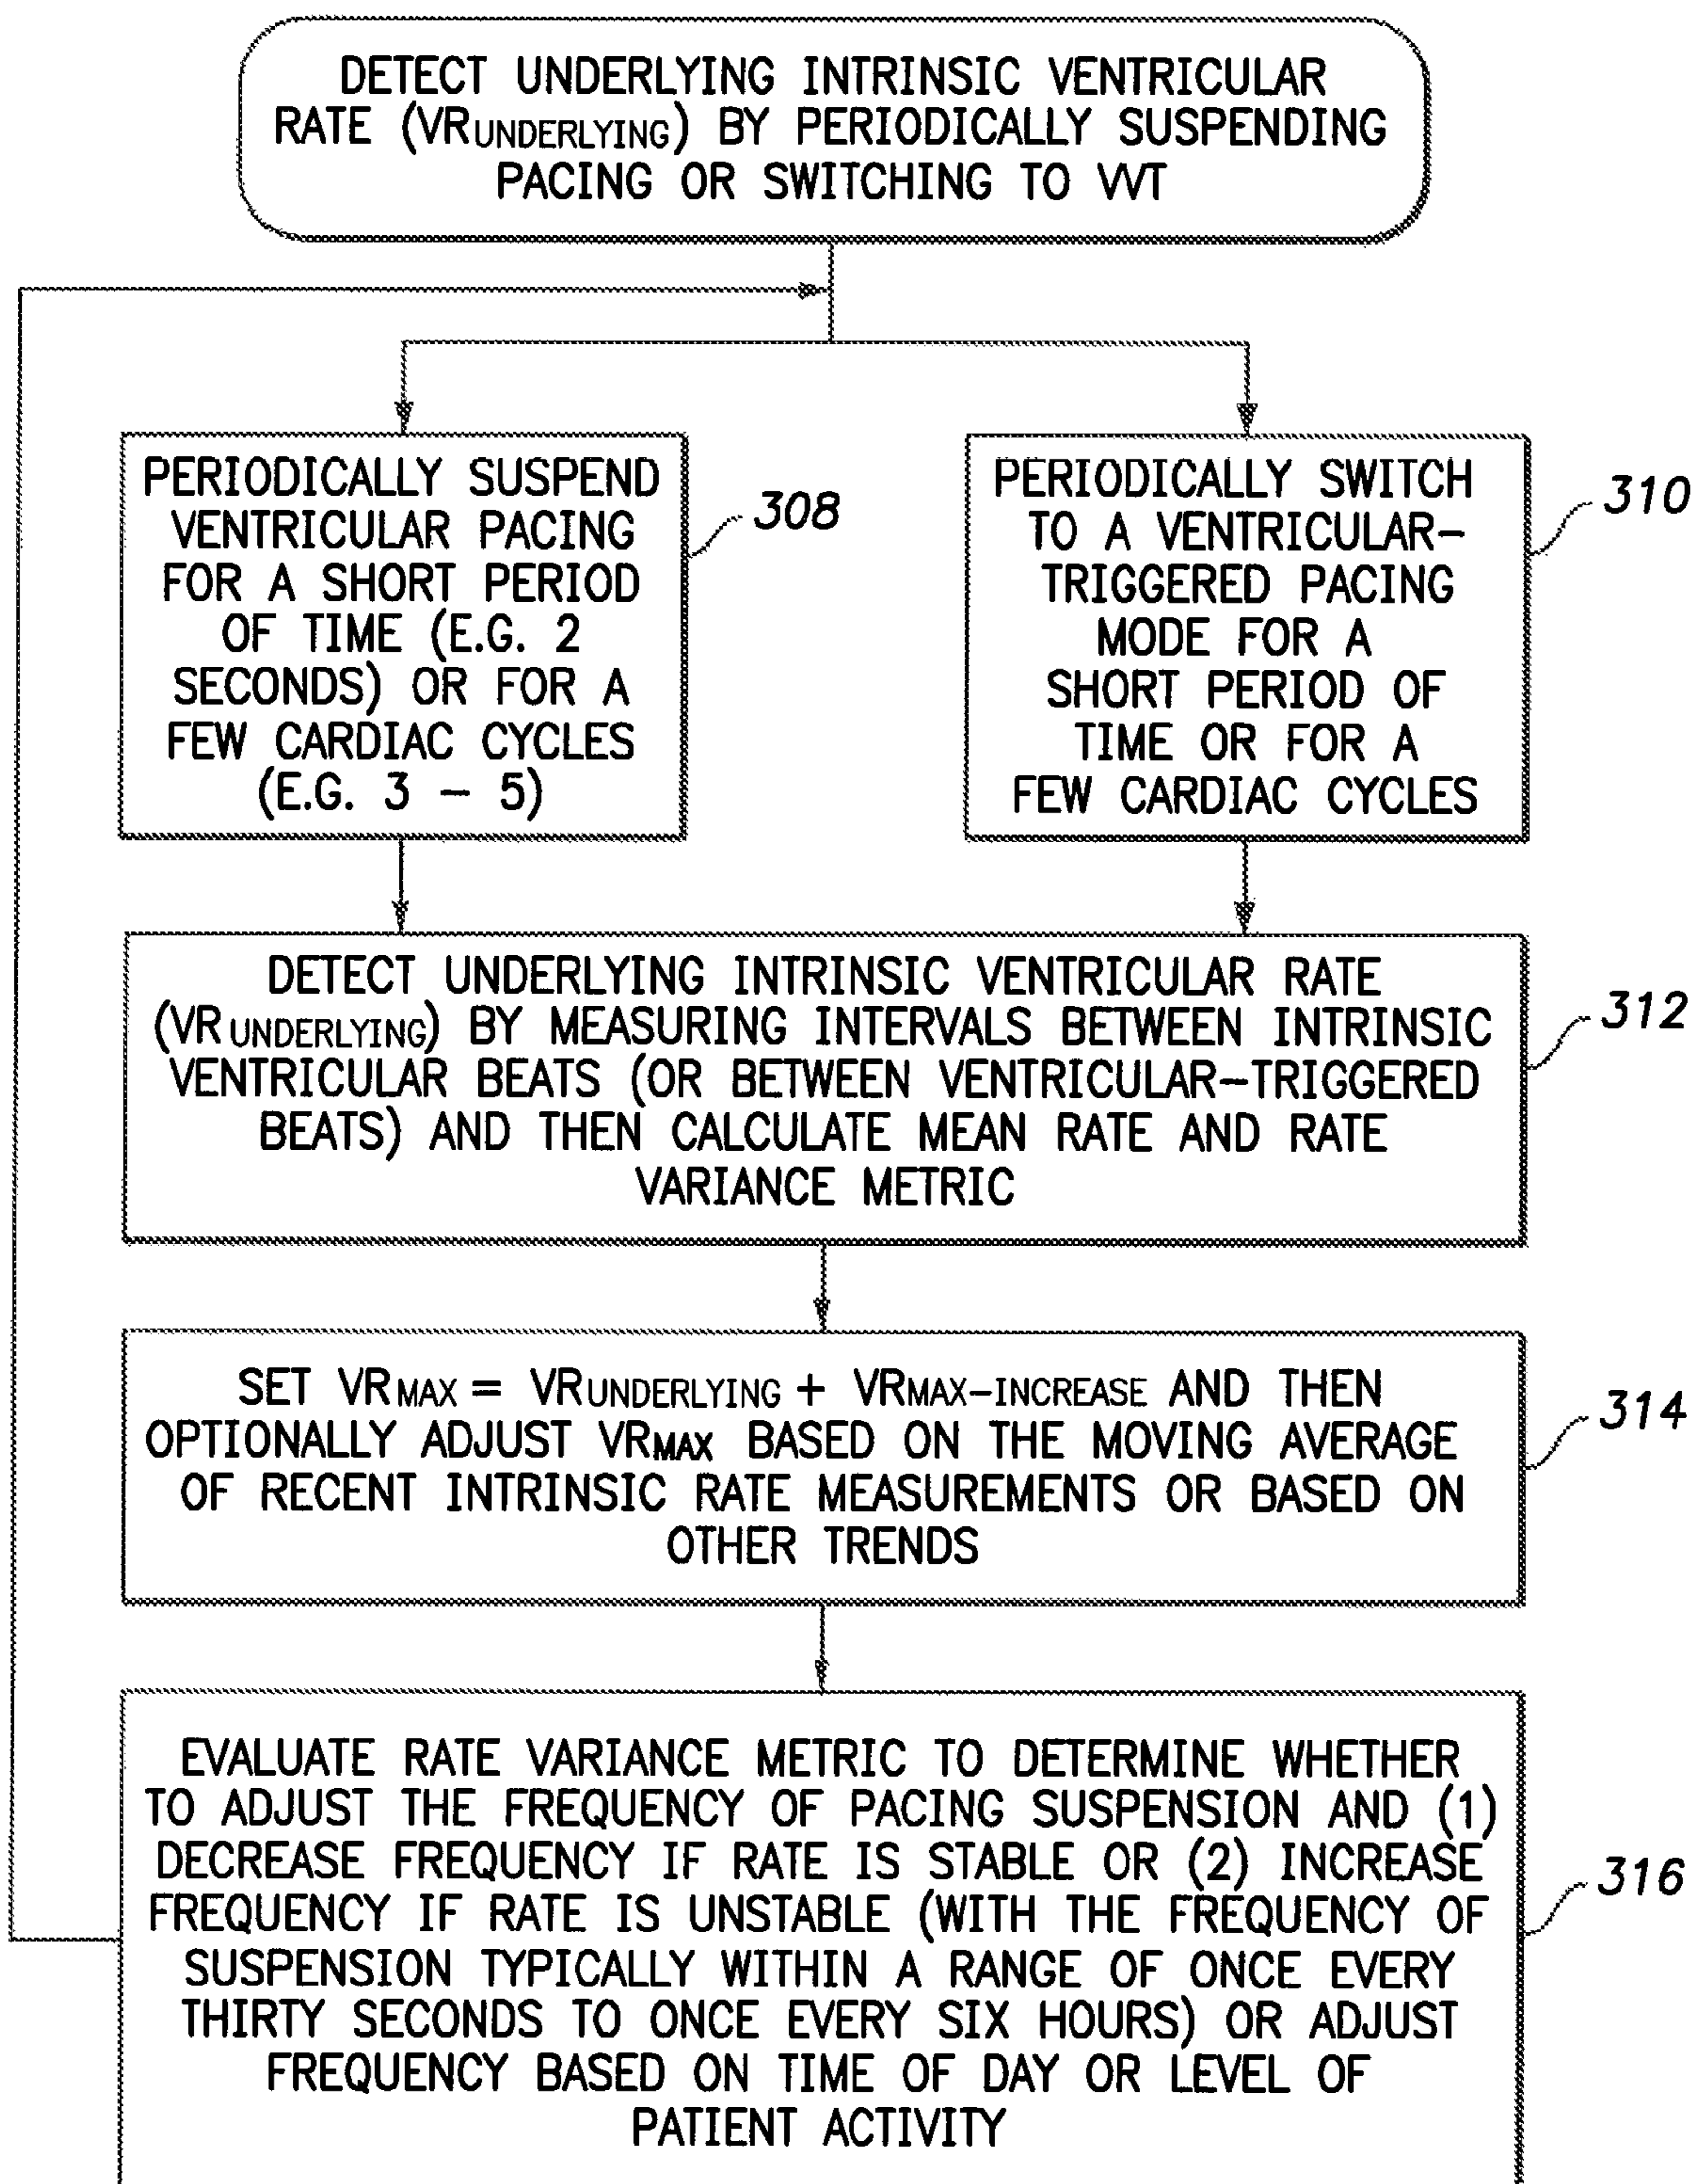 DETECT UNDERLYING INTRINSIC VENTRICULAR
RATE (VRUNDERLYING) BY PERIODICALLY SUSPENDING
PACING OR SWITCHING TO VVT
PERIODICALLY SUSPEND
VENTRICULAR PACING
FOR A SHORT PERIOD
OF TIME (E.G. 2
SECONDS) OR FOR A
FEW CARDIAC CYCLES
(E.G. 3 – 5)
308
PERIODICALLY SWITCH
TO A VENTRICULAR–
TRIGGERED PACING
MODE FOR A
SHORT PERIOD OF
TIME OR FOR A
FEW CARDIAC CYCLES
310
DETECT UNDERLYING INTRINSIC VENTRICULAR RATE
(VR UNDERLYING) BY MEASURING INTERVALS BETWEEN INTRINSIC
VENTRICULAR BEATS (OR BETWEEN VENTRICULAR–TRIGGERED
BEATS) AND THEN CALCULATE MEAN RATE AND RATE
VARIANCE METRIC
312
SET VRMAX = VRUNDERLYING + VRMAX–INCREASE AND THEN
OPTIONALLY ADJUST VRMAX BASED ON THE MOVING AVERAGE
OF RECENT INTRINSIC RATE MEASUREMENTS OR BASED ON
OTHER TRENDS
314
EVALUATE RATE VARIANCE METRIC TO DETERMINE WHETHER
TO ADJUST THE FREQUENCY OF PACING SUSPENSION AND (1)
DECREASE FREQUENCY IF RATE IS STABLE OR (2) INCREASE
FREQUENCY IF RATE IS UNSTABLE (WITH THE FREQUENCY OF
SUSPENSION TYPICALLY WITHIN A RANGE OF ONCE EVERY
THIRTY SECONDS TO ONCE EVERY SIX HOURS) OR ADJUST
FREQUENCY BASED ON TIME OF DAY OR LEVEL OF
PATIENT ACTIVITY
316